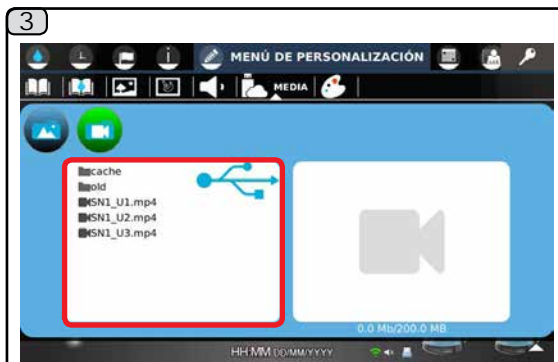 3
MENÚ DE PERSONALIZACIÓN
MEDIA
cache
old
SN1_U1.mp4
SN1_U2.mp4
SN1_U3.mp4
0.0 Mb/200.0 MB
HH:MM DD/MM/YYYY